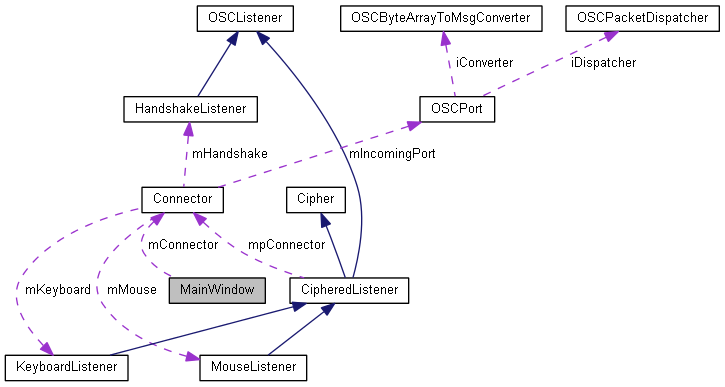 OSCListener
OSCByteArrayToMsgConverter
OSCPacketDispatcher
iConverter
iDispatcher
HandshakeListener
OSCPort
mHandshake
mIncomingPort
Connector
Cipher
mConnector
mpConnector
mKeyboard
mMouse
MainWindow
CipheredListener
KeyboardListener
MouseListener